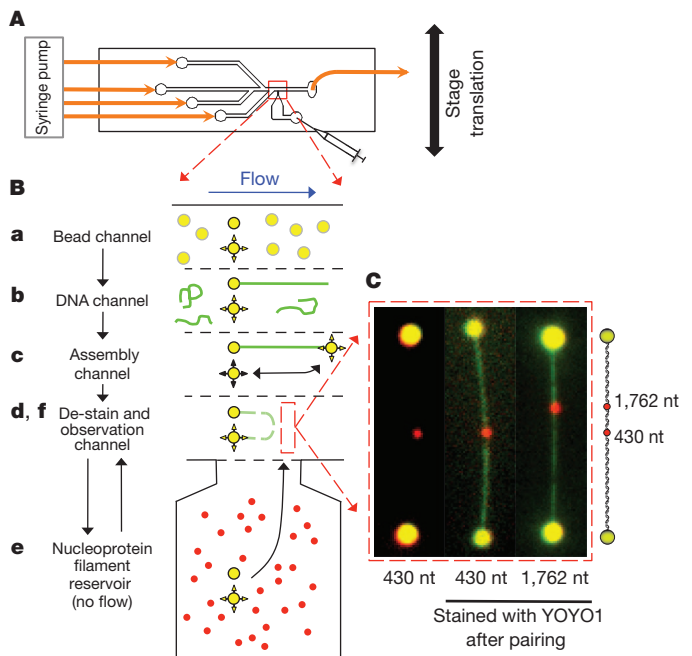 A
Syringe pump
Stage
translation
B
Flow
a
Bead channel
b
DNA channel
c
Assembly
channel
d, f
De-stain and
observation
channel
e
Nucleoprotein
filament
reservoir
(no flow)
C
1,762 nt
430 nt
430 nt 430 nt 1,762 nt
Stained with YOYO1
after pairing